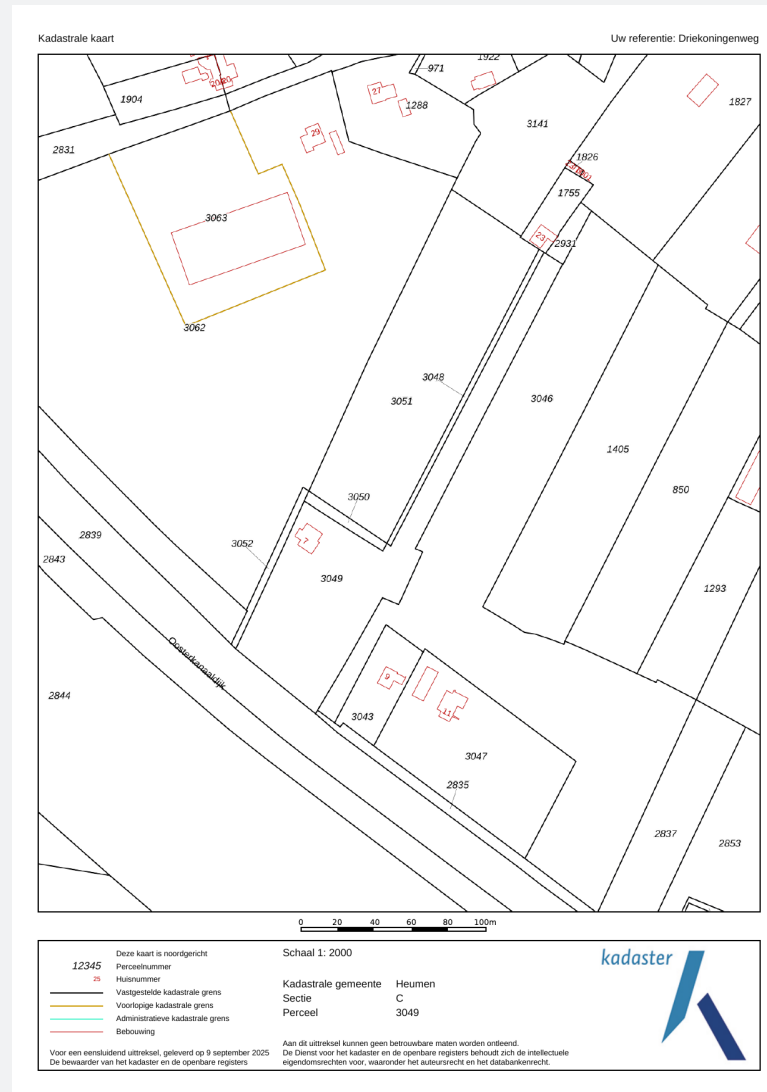 Kadastrale kaart
Uw referentie: Driekoningenweg
1922
971
1904
27
1288
1827
3141
29
2831
1826
1755
3063
23
2931
3062
3048
3046
3051
1405
850
3050
2839
3052
7
2843
3049
1293
Oosterkanaaldijk
9
2844
11
3043
3047
2835
2837
2853
0 20 40 60 80 100m
Deze kaart is noordgericht
12345 Perceelnummer
25 Huisnummer
Vastgestelde kadastrale grens
Voorlopige kadastrale grens
Administratieve kadastrale grens
Bebouwing
Voor een eensluidend uittreksel, geleverd op 9 september 2025
De bewaarder van het kadaster en de openbare registers
Schaal 1: 2000
Kadastrale gemeente Heumen
Sectie C
Perceel 3049
Aan dit uittreksel kunnen geen betrouwbare maten worden ontleend.
De Dienst voor het kadaster en de openbare registers behoudt zich de intellectuele
eigendomsrechten voor, waaronder het auteursrecht en het databankenrecht.
kadaster